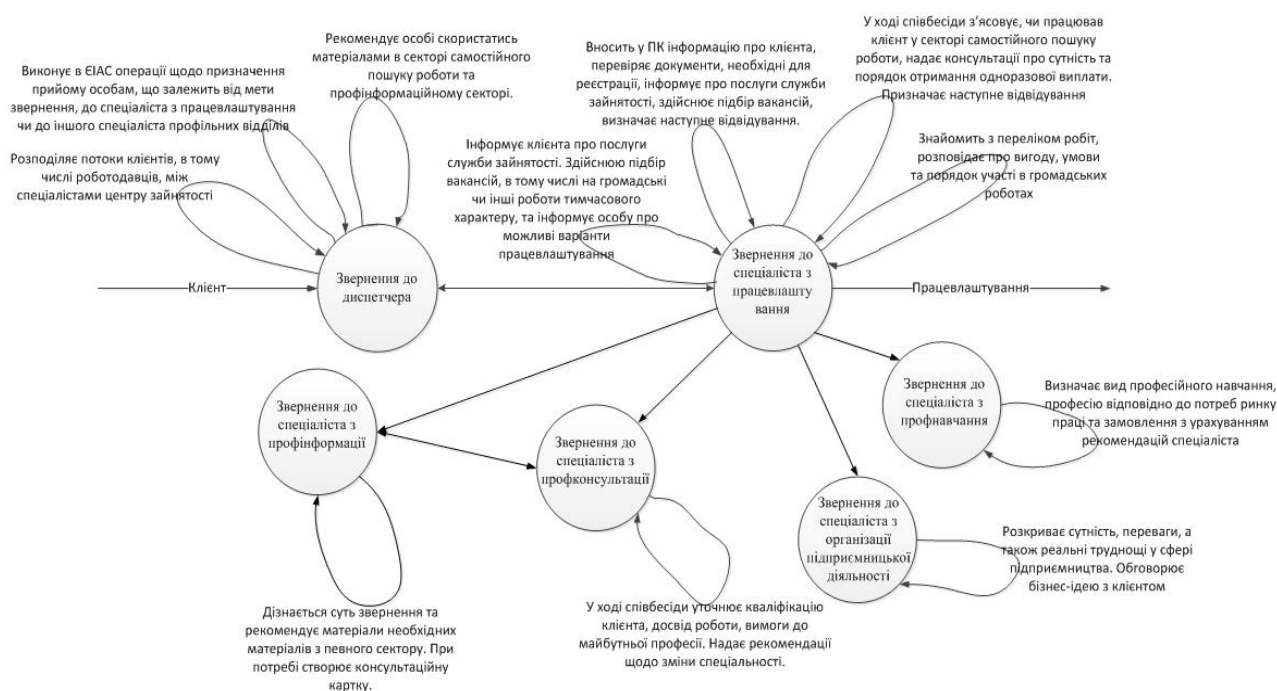 У ході співбесіди з’ясовує, чи працював
клієнт у секторі самостійного пошуку
роботи, надає консультації про сутність та
порядок отримання одноразової виплати.
Призначає наступне відвідування
Рекомендує особі скористатись
матеріалами в секторі самостійного
пошуку роботи та
профінформаційному секторі.
Вносить у ПК інформацію про клієнта,
перевіряє документи, необхідні для
реєстрації, інформує про послуги служби
зайнятості, здійснює підбір вакансій,
визначає наступне відвідування.
Виконує в ЄІАС операції щодо призначення
прийому особам, що залежить від мети
звернення, до спеціаліста з працевлаштування
чи до іншого спеціаліста профільних відділів
Розподіляє потоки клієнтів, в тому
числі роботодавців, між
спеціалістами центру зайнятості
Інформує клієнта про послуги
служби зайнятості. Здійснюю підбір
вакансій, в тому числі на громадські
чи інші роботи тимчасового
характеру, та інформує особу про
можливі варіанти
працевлаштування
Знайомить з переліком робіт,
розповідає про вигоду, умови
та порядок участі в громадських
роботах
Клієнт
Звернення до
диспетчера
Звернення до
спеціаліста з
працевлашту
вання
Працевлаштування
Звернення до
спеціаліста з
профінформації
Звернення до
спеціаліста з
профконсультації
Звернення до
спеціаліста з
організації
підприємницької
діяльності
Звернення до
спеціаліста з
профнавчання
Визначає вид професійного навчання,
професію відповідно до потреб ринку
праці та замовлення з урахуванням
рекомендацій спеціаліста
Розкриває сутність, переваги, а
також реальні труднощі у сфері
підприємництва. Обговорює
бізнес-ідею з клієнтом
Дізнається суть звернення та
рекомендує матеріали необхідних
матеріалів з певного сектору. При
потребі створює консультаційну
картку.
У ході співбесіди уточнює кваліфікацію
клієнта, досвід роботи, вимоги до
майбутньої професії. Надає рекомендації
щодо зміни спеціальності.